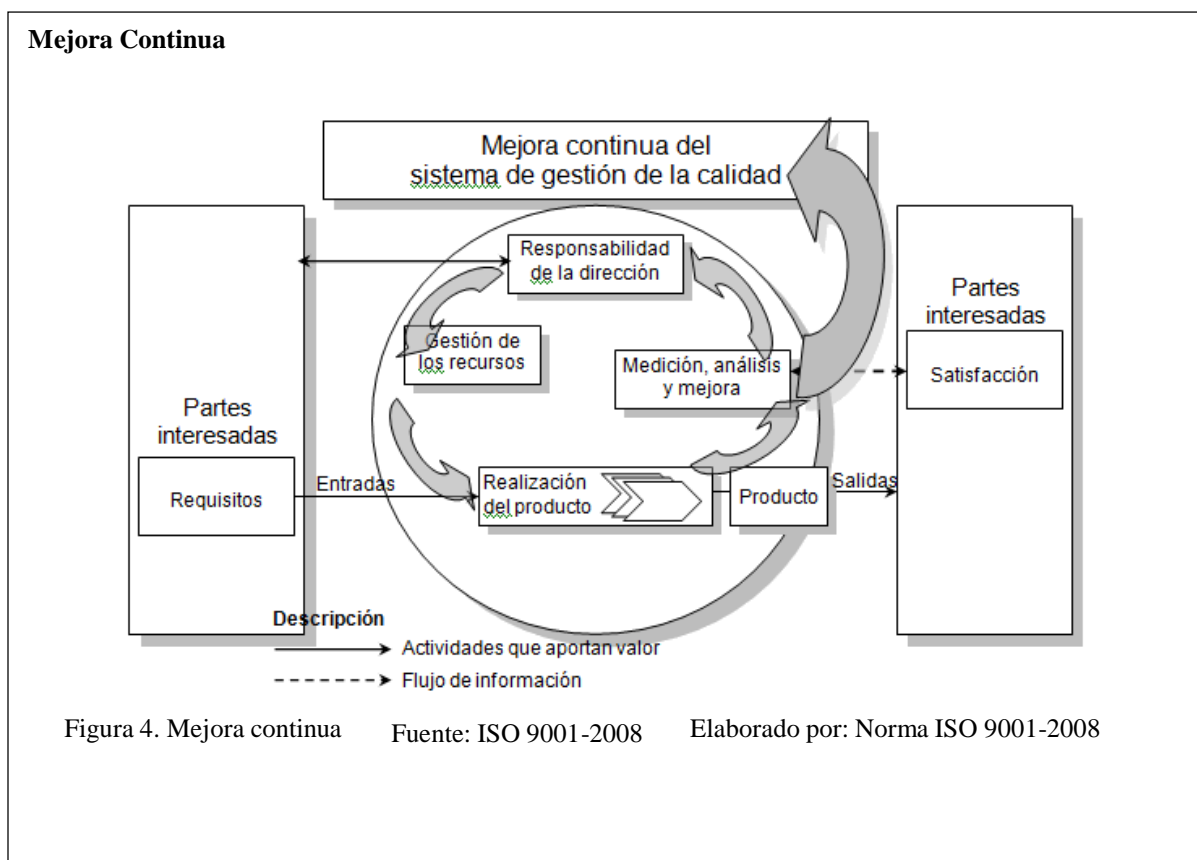 Mejora Continua
Mejora continua del
sistema de gestión de la calidad
Responsabilidad
de la dirección
Gestión de
los recursos
Medición, análisis
y mejora
Partes
interesadas
Satisfacción
Partes
interesadas
Requisitos
Entradas
Realización
del producto
Producto
Salidas
Descripción
Actividades que aportan valor
Flujo de información
Figura 4. Mejora continua Fuente: ISO 9001-2008 Elaborado por: Norma ISO 9001-2008